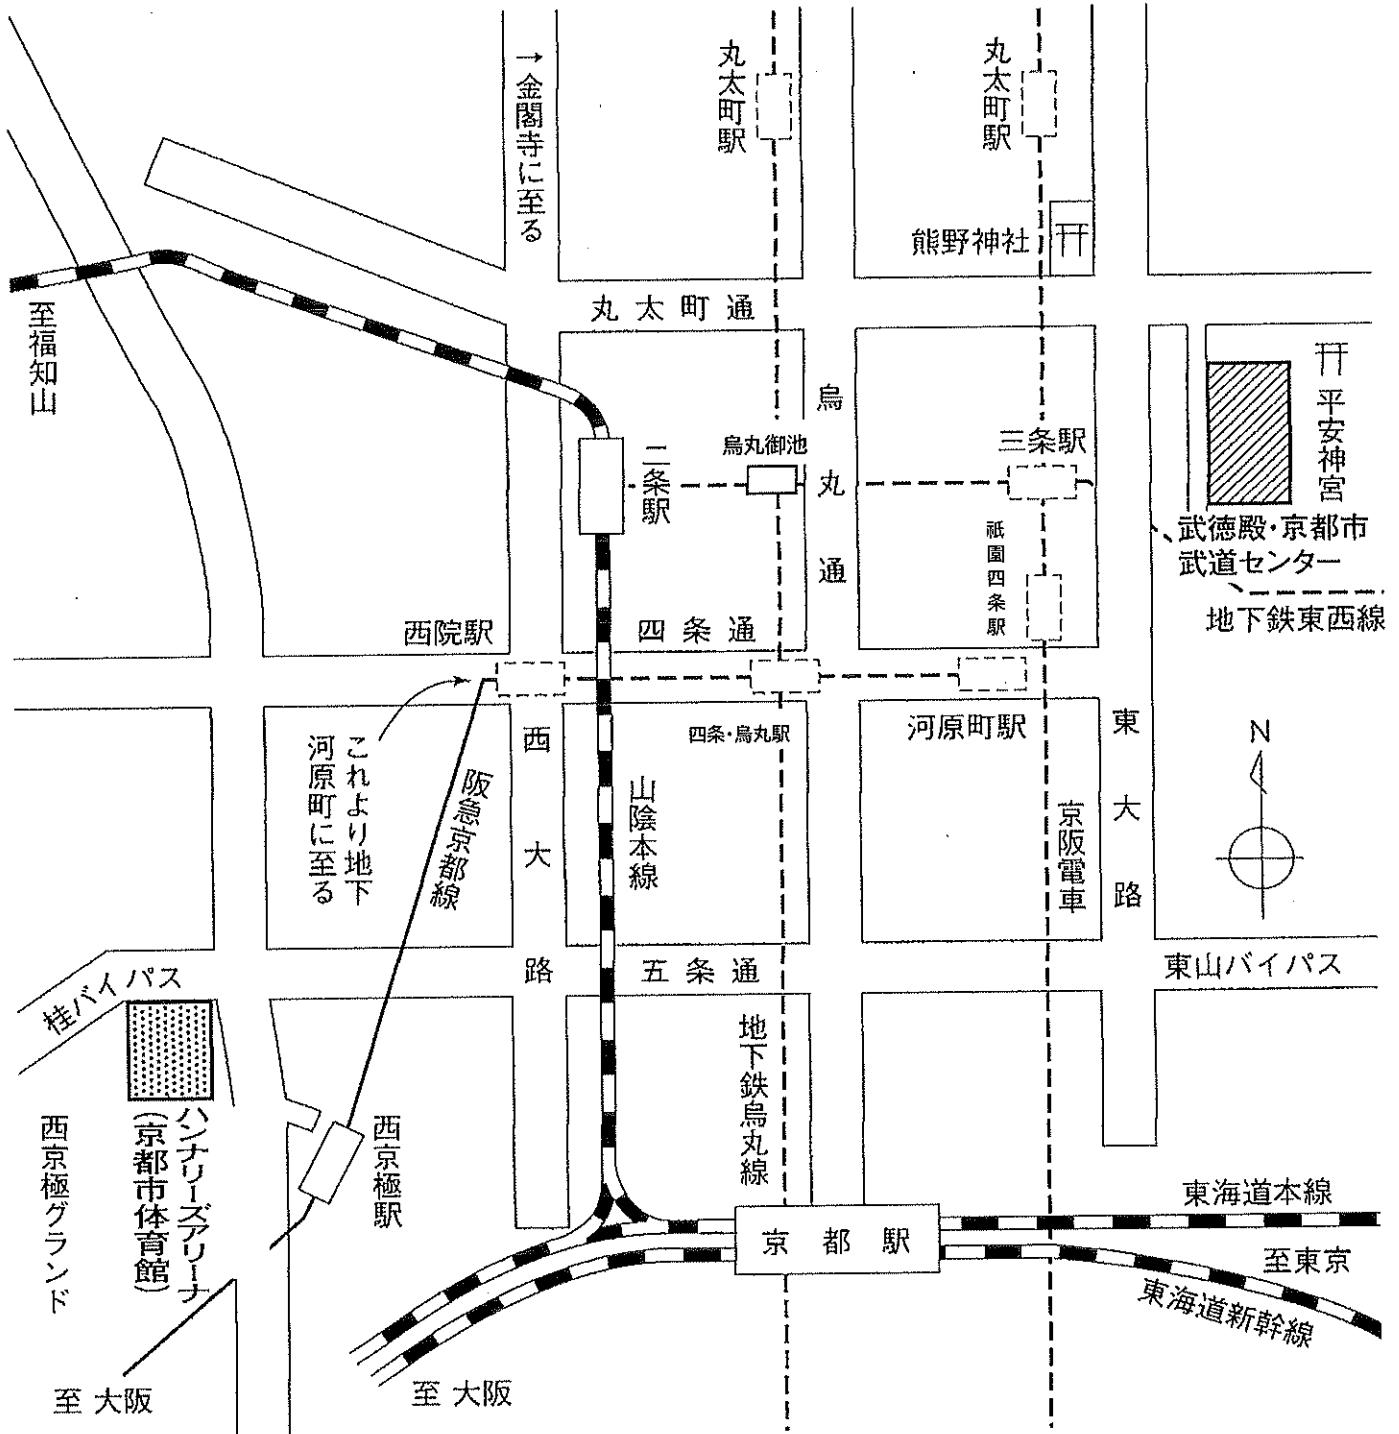 →金閣寺に至る
丸太町駅
丸太町駅
熊野神社
丸太町通
至福知山
烏丸通
平安神宮
二条駅
烏丸御池
三条駅
武徳殿・京都市
武道センター
祇園四条駅
地下鉄東西線
西院駅
四条通
四条・烏丸駅
河原町駅
N
これより地下
河原町に至る
阪急京都線
西大路
山陰本線
京阪電車
東大路
桂バイパス
五条通
東山バイパス
地下鉄烏丸線
西京極グランド
ハンナリーズアリーナ
(京都市体育館)
西京極駅
東海道本線
京都駅
至東京
東海道新幹線
至 大阪
至 大阪